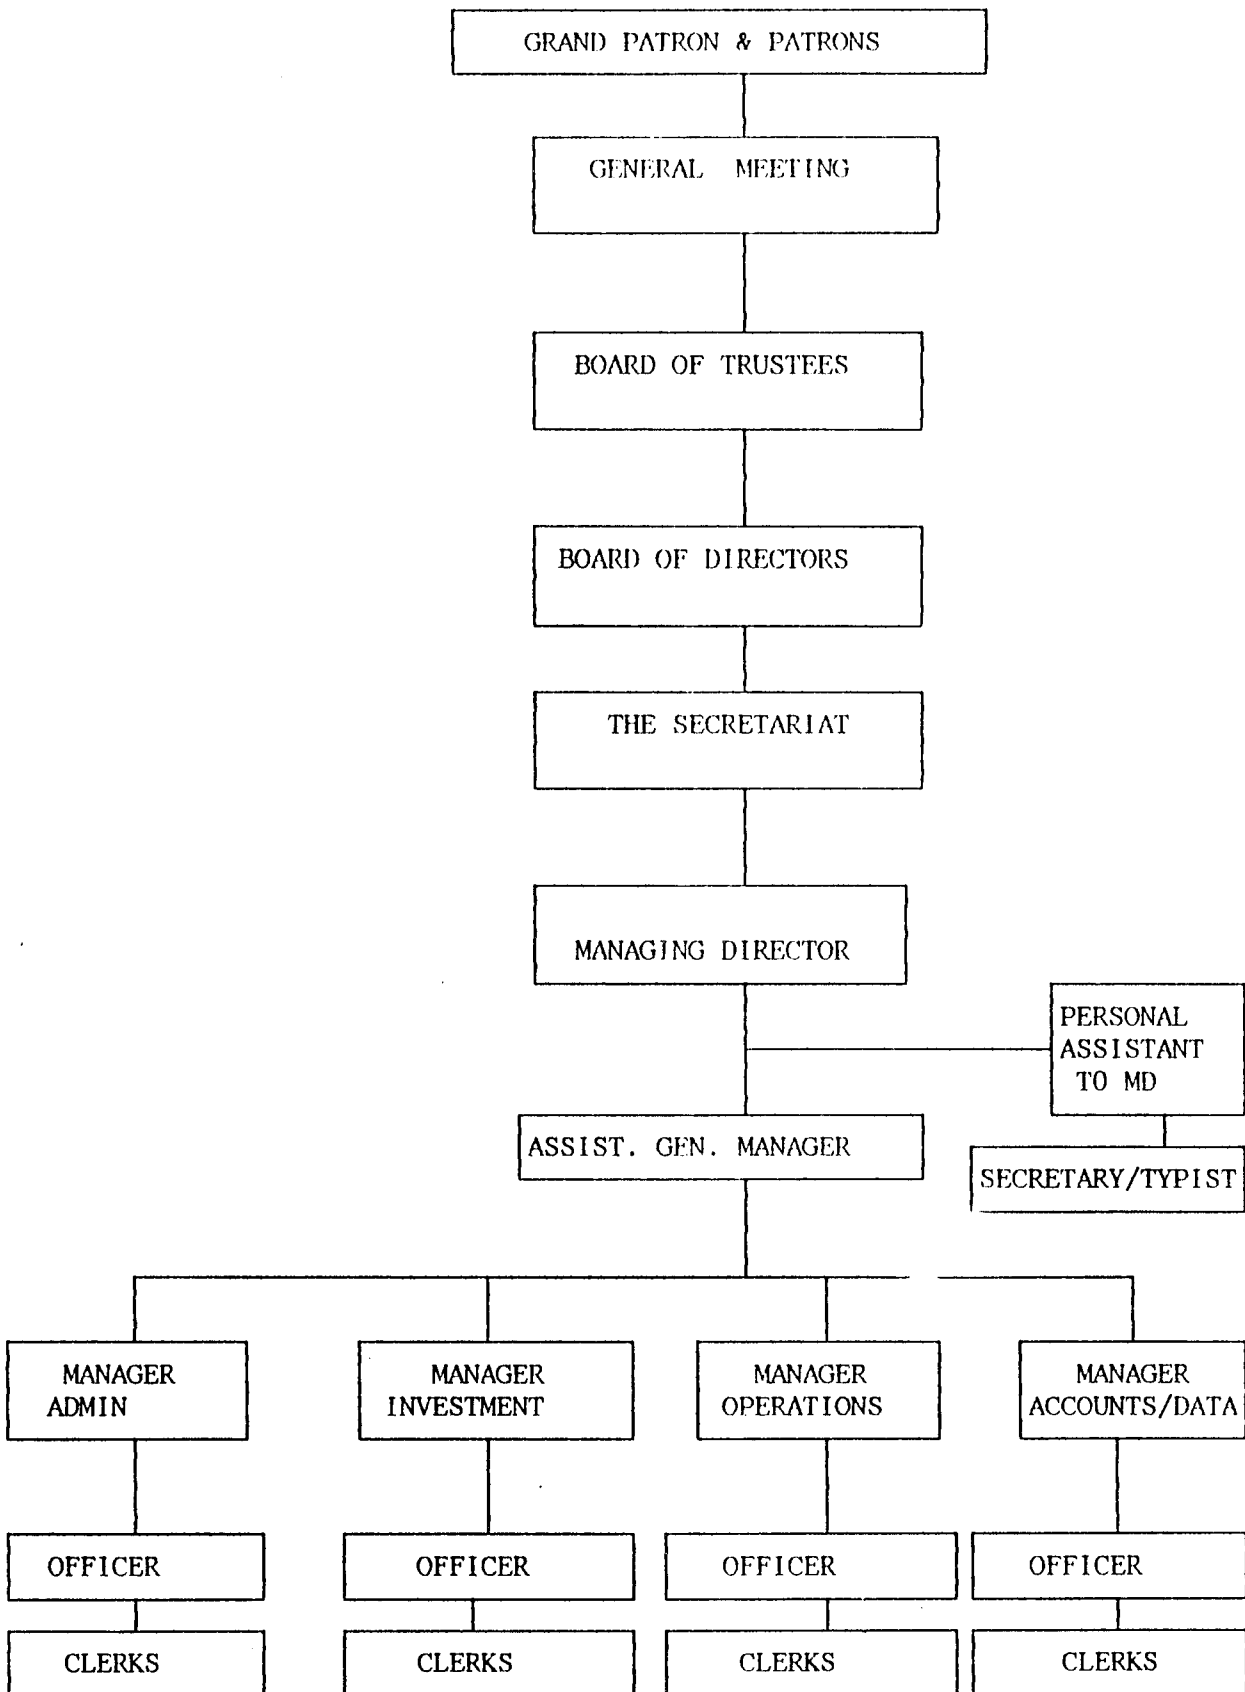 GRAND PATRON & PATRONS
GENERAL MEETING
BOARD OF TRUSTEES
BOARD OF DIRECTORS
THE SECRETARIAT
MANAGING DIRECTOR
PERSONAL
ASSISTANT
TO MD
ASSIST. GEN. MANAGER
SECRETARY/TYPIST
MANAGER
ADMIN
MANAGER
INVESTMENT
MANAGER
OPERATIONS
MANAGER
ACCOUNTS/DATA
OFFICER
OFFICER
OFFICER
OFFICER
CLERKS
CLERKS
CLERKS
CLERKS